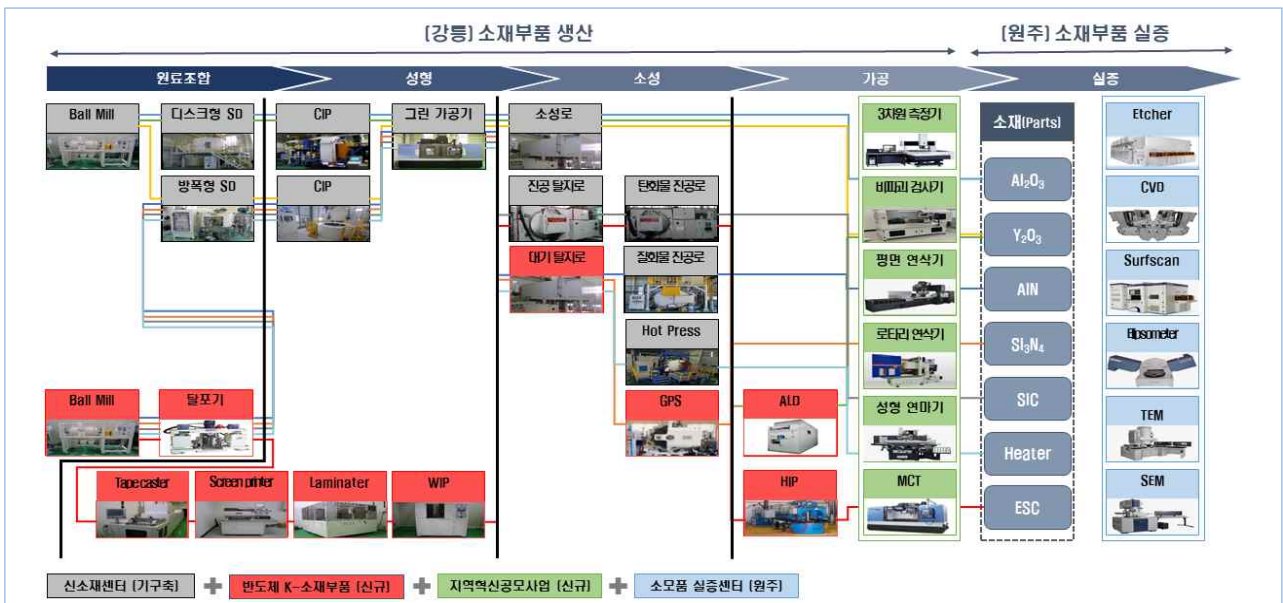 [강릉] 소재부품 생산
[원주] 소재부품 실증
원료조합
성형
소성
가공
실증
Ball Mill
디스크형 SD
CIP
그린 가공기
소성로
3차원 측정기
소재(Parts)
Etcher
방폭형 SD
CIP
진공 탈지로
탄화물 진공로
비파괴 검사기
Al₂O₃
CVD
대기 탈지로
질화물 진공로
평면 연삭기
Y₂O₃
Surfscan
Hot Press
로타리 연삭기
AlN
Elipsometer
Ball Mill
탈포기
GPS
ALD
성형 연마기
Si₃N₄
SiC
TEM
Heater
Tape caster
Screen printer
Laminater
WIP
HIP
MCT
ESC
SEM
신소재센터 (기구축)
반도체 K-소재부품 (신규)
지역혁신공모사업 (신규)
소모품 실증센터 (원주)